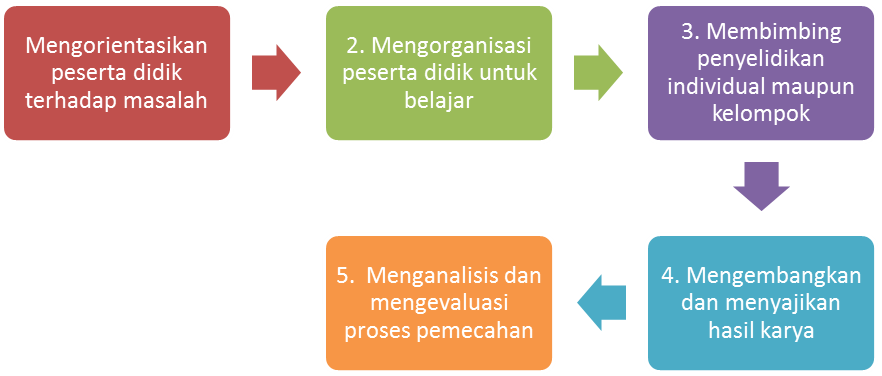 Mengorientasikan
peserta didik
terhadap masalah
2. Mengorganisasi
peserta didik untuk
belajar
3. Membimbing
penyelidikan
individual maupun
kelompok
4. Mengembangkan
dan menyajikan
hasil karya
5.  Menganalisis dan
mengevaluasi
proses pemecahan